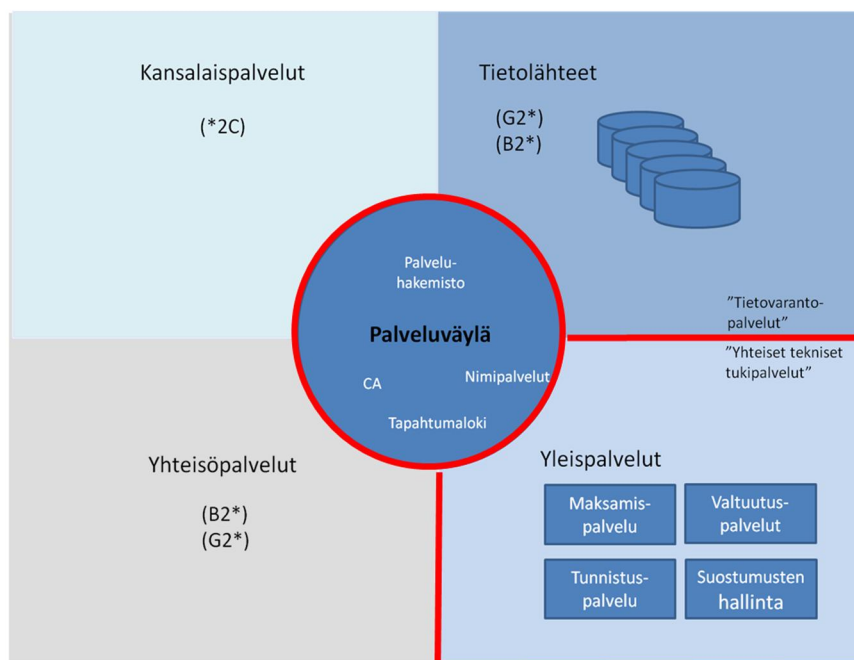 Kansalaispalvelut
(*2C)
Tietolähteet
(G2*)
(B2*)
Palvelu-
hakemisto
Palveluväylä
CA
Nimipalvelut
Tapahtumaloki
”Tietovaranto-
palvelut”
”Yhteiset tekniset
tukipalvelut”
Yhteisöpalvelut
(B2*)
(G2*)
Yleispalvelut
Maksamis-
palvelu
Valtuutus-
palvelut
Tunnistus-
palvelu
Suostumusten
hallinta